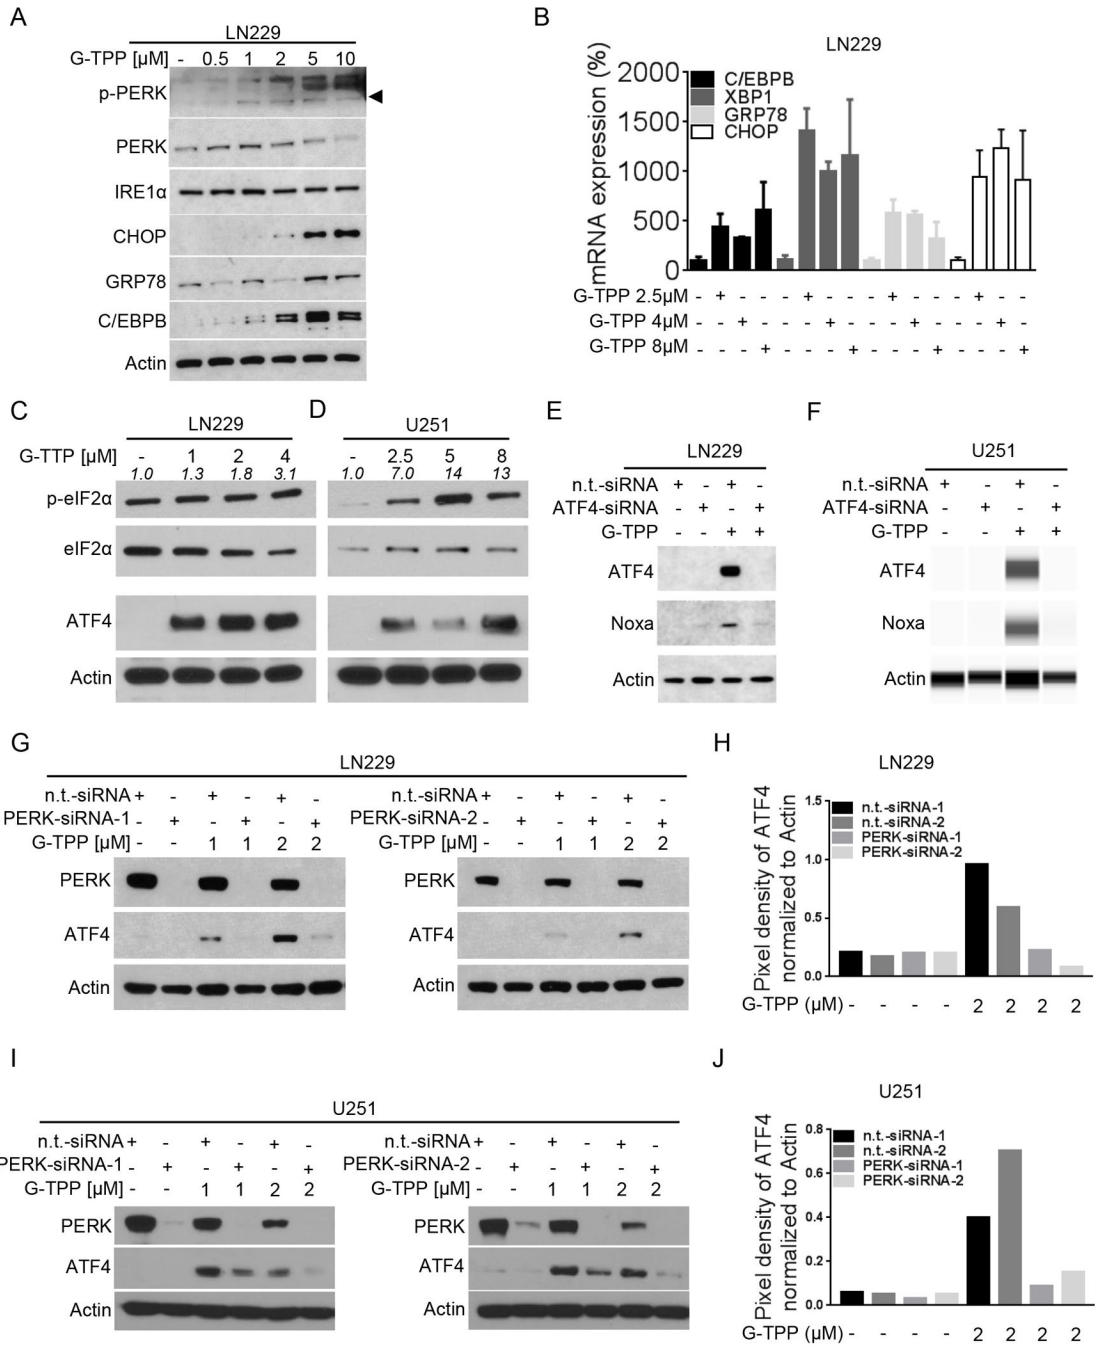 A
LN229
G-TPP [µM] - 0.5 1 2 5 10
p-PERK
PERK
IRE1α
CHOP
GRP78
C/EBPB
Actin
B
LN229
mRNA expression (%)
2000
1500
1000
500
0
C/EBPB
XBP1
GRP78
CHOP
G-TPP 2.5µM - + - - - + - - - + - - - + - -
G-TPP 4µM - - + - - - + - - - + - - - + -
G-TPP 8µM - - - + - - - + - - - + - - - +
C
LN229
G-TTP [µM] - 1 2 4
1.0 1.3 1.8 3.1
p-eIF2α
eIF2α
ATF4
Actin
D
U251
- 2.5 5 8
1.0 7.0 14 13
E
LN229
n.t.-siRNA + - + -
ATF4-siRNA - + - +
G-TPP - - + +
ATF4
Noxa
Actin
F
U251
n.t.-siRNA + - + -
ATF4-siRNA - + - +
G-TPP - - + +
ATF4
Noxa
Actin
G
LN229
n.t.-siRNA + - + - + -
PERK-siRNA-1 - + - + - +
G-TPP [µM] - - 1 1 2 2
PERK
ATF4
Actin
n.t.-siRNA + - + - + -
PERK-siRNA-2 - + - + - +
G-TPP [µM] - - 1 1 2 2
PERK
ATF4
Actin
H
LN229
Pixel density of ATF4
normalized to Actin
1.5
1.0
0.5
0.0
n.t.-siRNA-1
n.t.-siRNA-2
PERK-siRNA-1
PERK-siRNA-2
G-TPP (µM) - - - - 2 2 2 2
I
U251
n.t.-siRNA + - + - + -
PERK-siRNA-1 - + - + - +
G-TPP [µM] - - 1 1 2 2
PERK
ATF4
Actin
n.t.-siRNA + - + - + -
PERK-siRNA-2 - + - + - +
G-TPP [µM] - - 1 1 2 2
PERK
ATF4
Actin
J
U251
Pixel density of ATF4
normalized to Actin
0.8
0.6
0.4
0.2
0.0
n.t.-siRNA-1
n.t.-siRNA-2
PERK-siRNA-1
PERK-siRNA-2
G-TPP (µM) - - - - 2 2 2 2